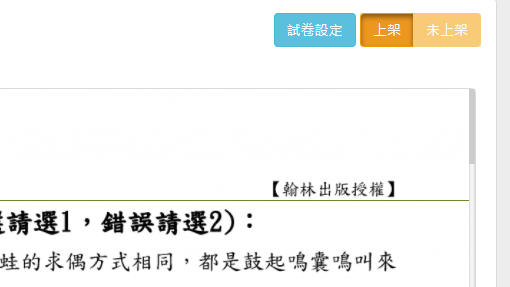 試卷設定 上架 未上架
【翰林出版授權】
請選1，錯誤請選2)：
蛙的求偶方式相同，都是鼓起鳴囊鳴叫來